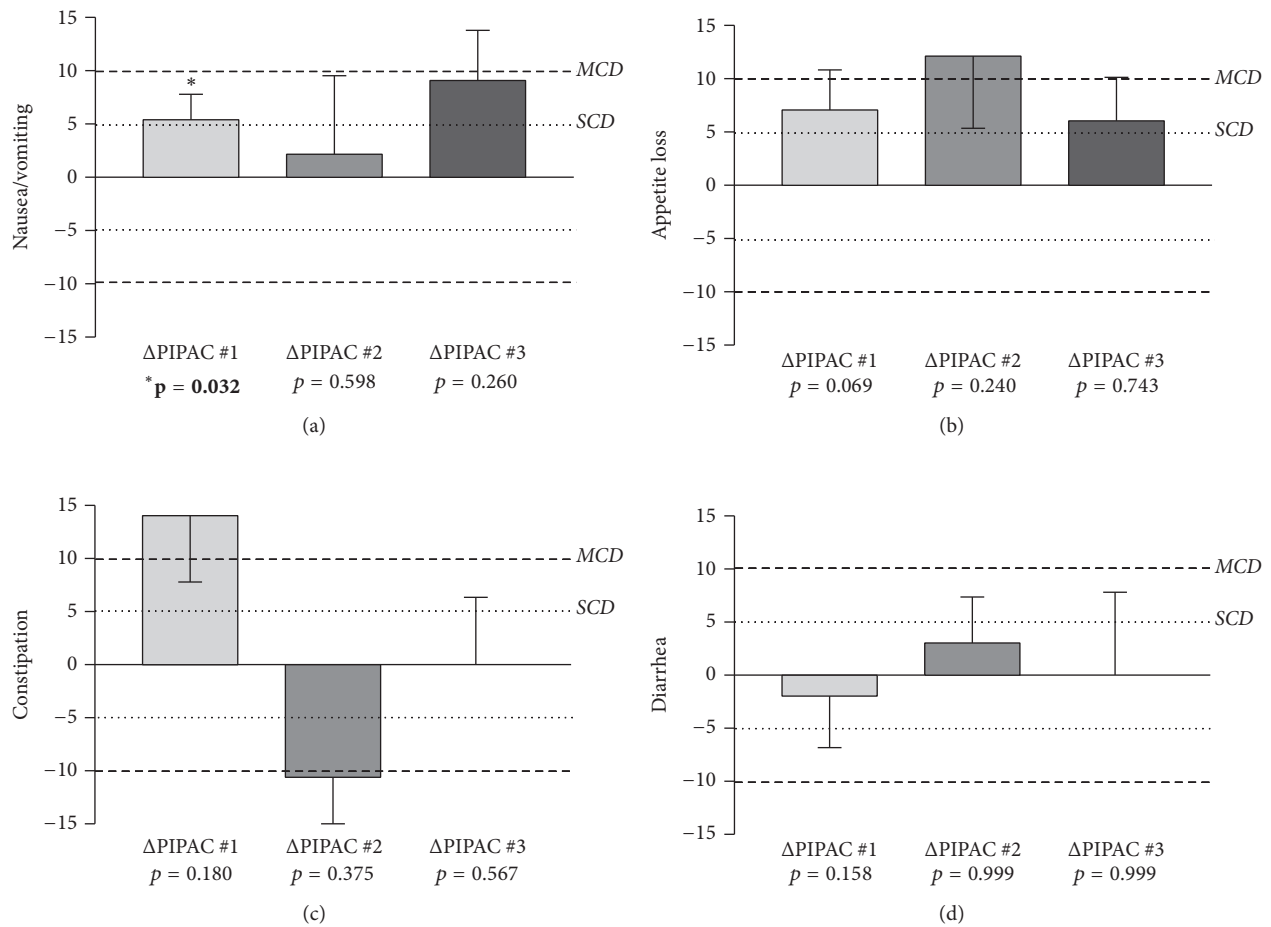 Nausea/vomiting
15
10
5
0
−5
−10
−15
*
MCD
SCD
ΔPIPAC #1 ΔPIPAC #2 ΔPIPAC #3
*p = 0.032 p = 0.598 p = 0.260
(a)
Appetite loss
15
10
5
0
−5
−10
−15
MCD
SCD
ΔPIPAC #1 ΔPIPAC #2 ΔPIPAC #3
p = 0.069 p = 0.240 p = 0.743
(b)
Constipation
15
10
5
0
−5
−10
−15
MCD
SCD
ΔPIPAC #1 ΔPIPAC #2 ΔPIPAC #3
p = 0.180 p = 0.375 p = 0.567
(c)
Diarrhea
15
10
5
0
−5
−10
−15
MCD
SCD
ΔPIPAC #1 ΔPIPAC #2 ΔPIPAC #3
p = 0.158 p = 0.999 p = 0.999
(d)